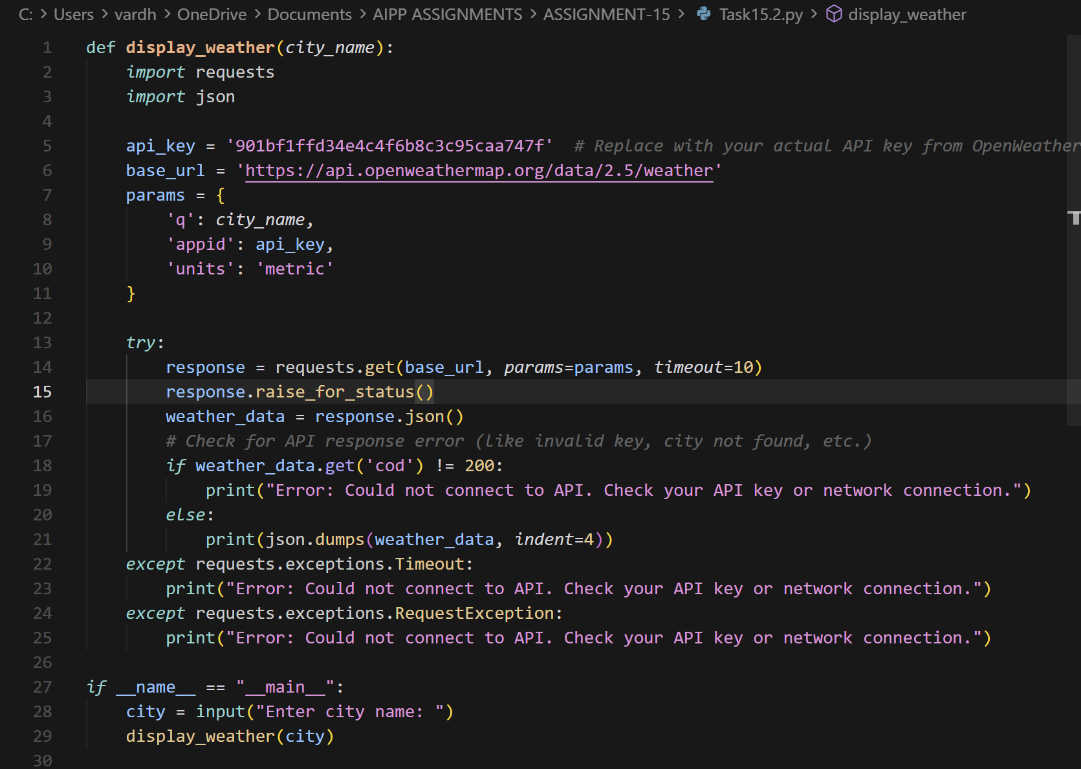 C: > Users > vardh > OneDrive > Documents > AIPP ASSIGNMENTS > ASSIGNMENT-15 > Task15.2.py > display_weather
1 def display_weather(city_name):
2     import requests
3     import json
4
5     api_key = '901bf1ffd34e4c4f6b8c3c95caa747f'  # Replace with your actual API key from OpenWeather
6     base_url = 'https://api.openweathermap.org/data/2.5/weather'
7     params = {
8         'q': city_name,
9         'appid': api_key,
10         'units': 'metric'
11     }
12
13     try:
14         response = requests.get(base_url, params=params, timeout=10)
15         response.raise_for_status()
16         weather_data = response.json()
17         # Check for API response error (like invalid key, city not found, etc.)
18         if weather_data.get('cod') != 200:
19             print("Error: Could not connect to API. Check your API key or network connection.")
20         else:
21             print(json.dumps(weather_data, indent=4))
22     except requests.exceptions.Timeout:
23         print("Error: Could not connect to API. Check your API key or network connection.")
24     except requests.exceptions.RequestException:
25         print("Error: Could not connect to API. Check your API key or network connection.")
26
27 if __name__ == "__main__":
28     city = input("Enter city name: ")
29     display_weather(city)
30